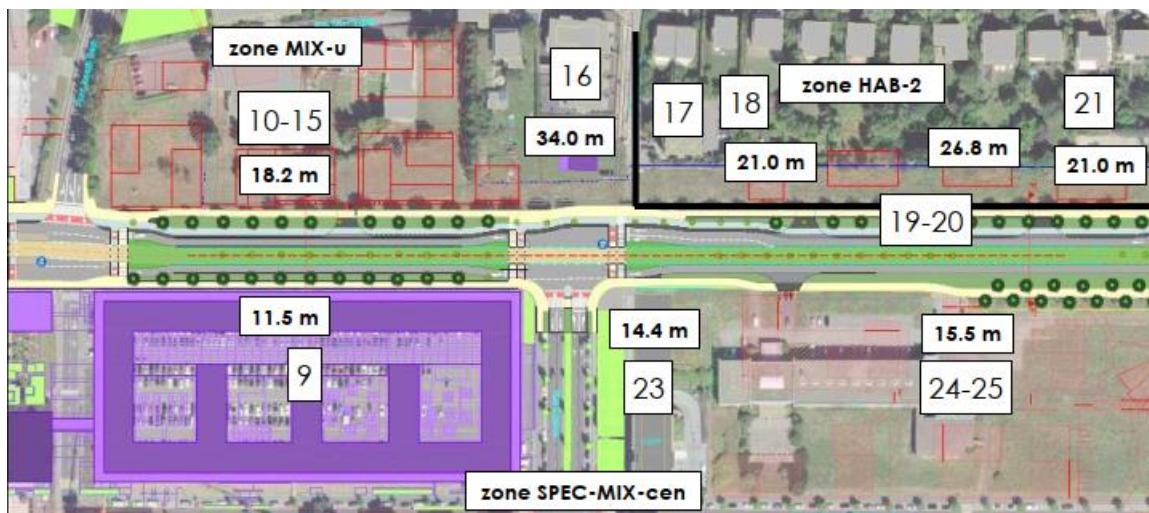 zone MIX-u
16
zone HAB-2
17
18
21
10-15
34.0 m
26.8 m
21.0 m
21.0 m
18.2 m
19-20
11.5 m
14.4 m
15.5 m
9
23
24-25
zone SPEC-MIX-cen